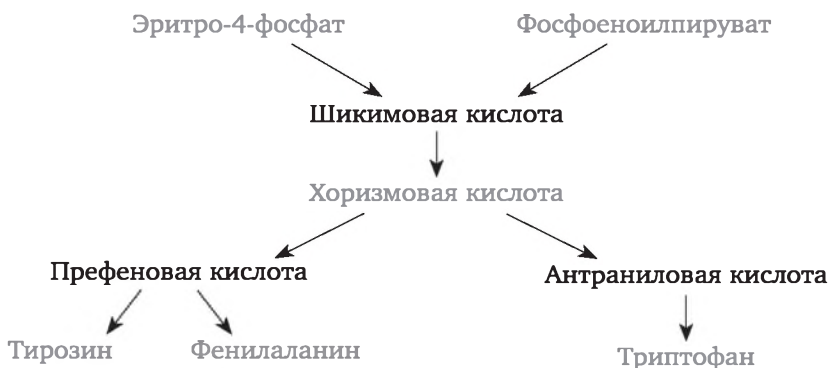 Эритро-4-фосфат Фосфоеноилпируват
Шикимовая кислота
Хоризмовая кислота
Префеновая кислота Антраниловая кислота
Тирозин Фенилаланин Триптофан